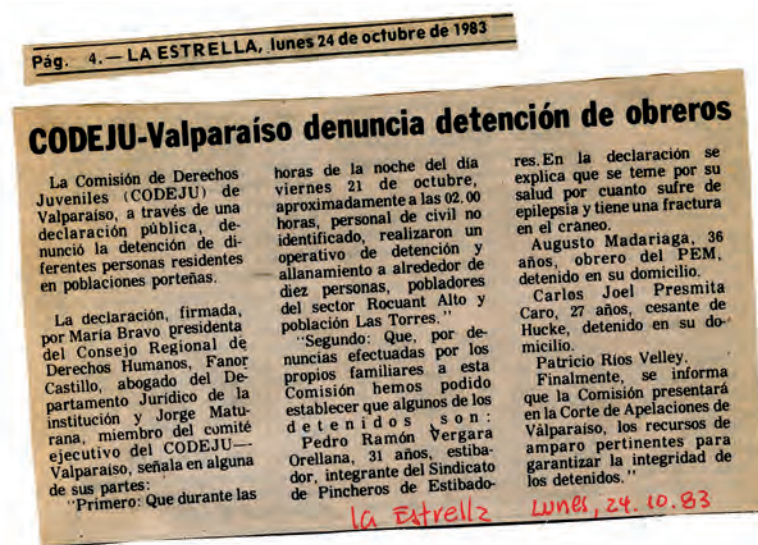 Pág. 4.— LA ESTRELLA, lunes 24 de octubre de 1983
CODEJU-Valparaíso denuncia detención de obreros
La Comisión de Derechos
Juveniles (CODEJU) de
Valparaíso, a través de una
declaración pública, de-
nunció la detención de di-
ferentes personas residentes
en poblaciones porteñas.
La declaración, firmada,
por María Bravo presidenta
del Consejo Regional de
Derechos Humanos, Fanor
Castillo, abogado del De-
partamento Jurídico de la
institución y Jorge Matu-
rana, miembro del comité
ejecutivo del CODEJU—
Valparaíso, señala en alguna
de sus partes:
"Primero: Que durante las
horas de la noche del día
viernes 21 de octubre,
aproximadamente a las 02.00
horas, personal de civil no
identificado, realizaron un
operativo de detención y
allanamiento a alrededor de
diez personas, pobladores
del sector Rocuant Alto y
población Las Torres."
"Segundo: Que, por de-
nuncias efectuadas por los
propios familiares a esta
Comisión hemos podido
establecer que algunos de los
detenidos son:
Pedro Ramón Vergara
Orellana, 31 años, estiba-
dor, integrante del Sindicato
de Pincheros de Estibado-
res. En la declaración se
explica que se teme por su
salud por cuanto sufre de
epilepsia y tiene una fractura
en el cráneo.
Augusto Madariaga, 36
años, obrero del PEM,
detenido en su domicilio.
Carlos Joel Presmita
Caro, 27 años, cesante de
Hucke, detenido en su do-
micilio.
Patricio Ríos Velley.
Finalmente, se informa
que la Comisión presentará
en la Corte de Apelaciones de
Valparaíso, los recursos de
amparo pertinentes para
garantizar la integridad de
los detenidos."
la Estrella Lunes, 24.10.83